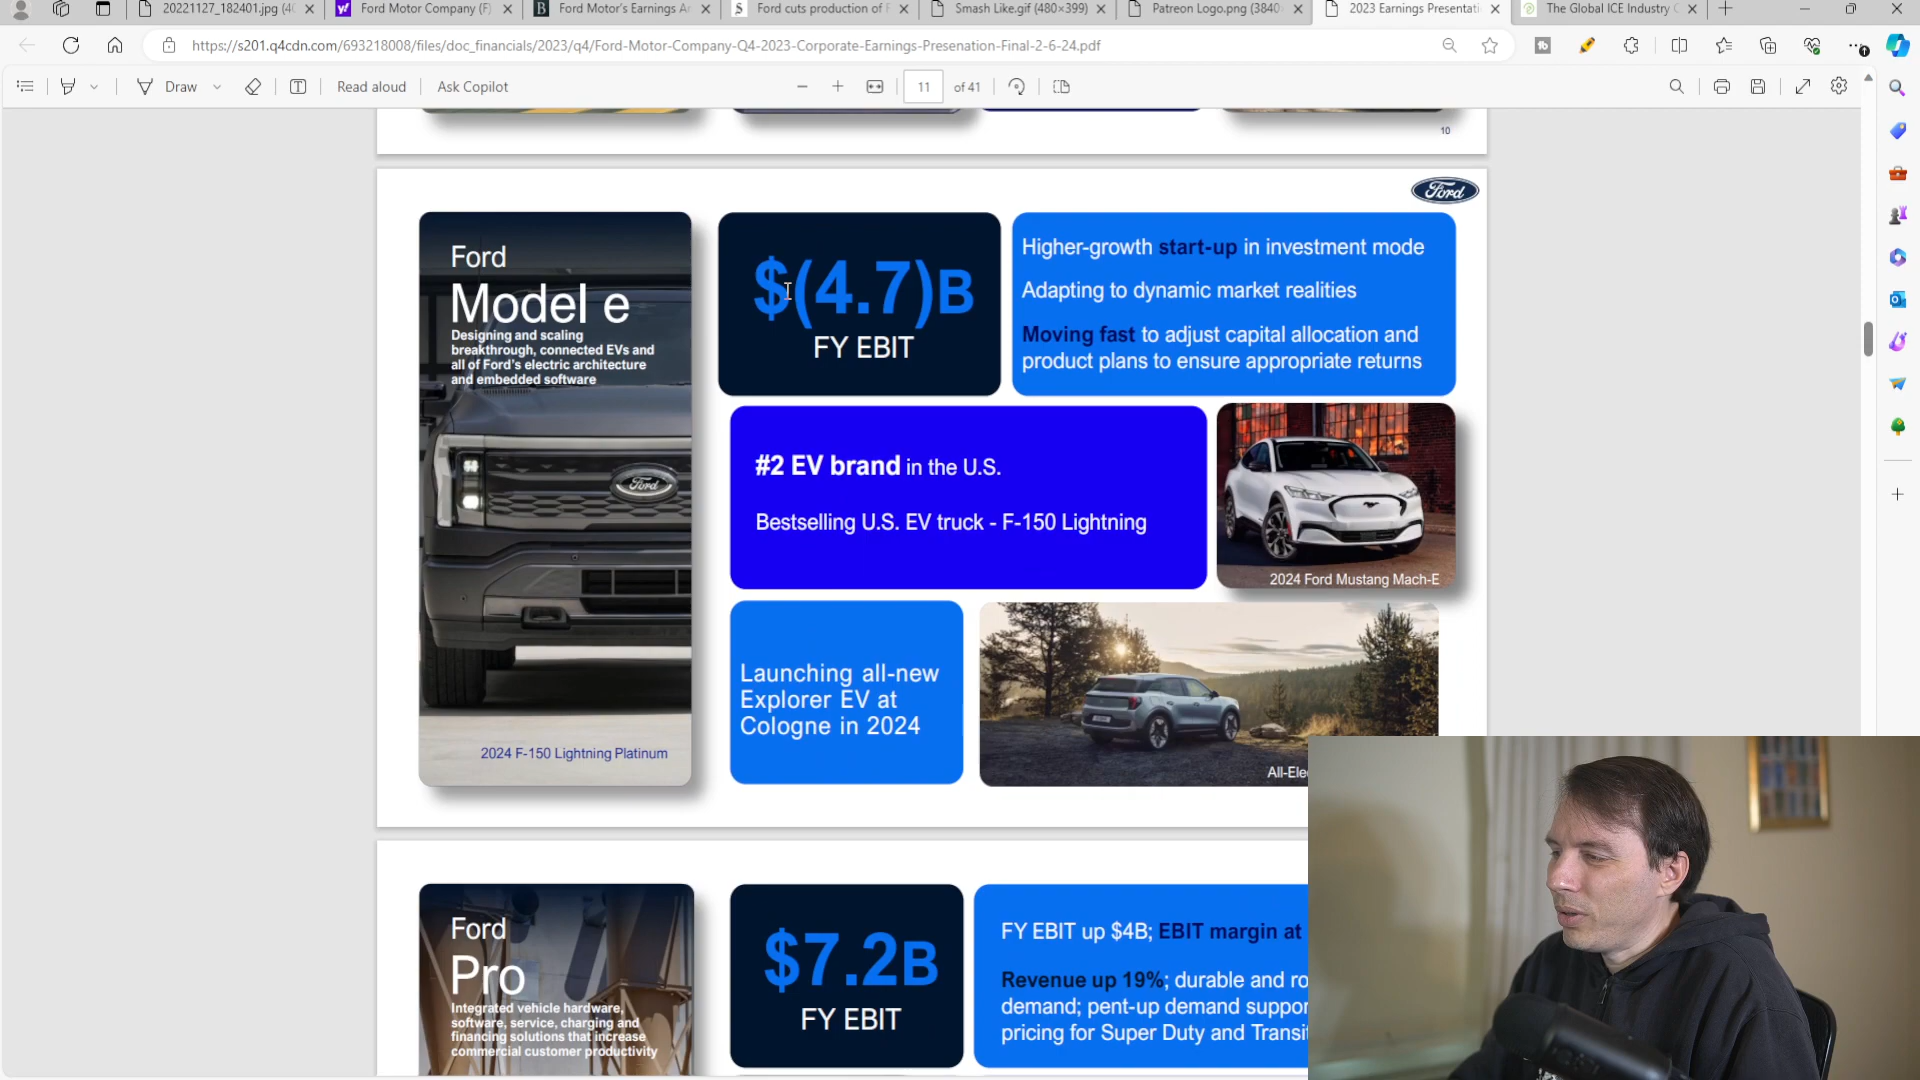 20221127_182401.jpg (4
Ford Motor Company (F)
Ford Motor's Earnings Ar
Ford cuts production of F
Smash Like.gif (480×399)
Patreon Logo.png (3840
2023 Earnings Presentati
The Global ICE Industry
https://s201.q4cdn.com/693218008/files/doc_financials/2023/q4/Ford-Motor-Company-Q4-2023-Corporate-Earnings-Presenation-Final-2-6-24.pdf
Draw
Read aloud
Ask Copilot
11 of 41
10
Ford
Ford
Model e
Designing and scaling
breakthrough, connected EVs and
all of Ford's electric architecture
and embedded software
Ford
2024 F-150 Lightning Platinum
$(4.7)B
FY EBIT
Higher-growth start-up in investment mode
Adapting to dynamic market realities
Moving fast to adjust capital allocation and
product plans to ensure appropriate returns
#2 EV brand in the U.S.
Bestselling U.S. EV truck - F-150 Lightning
2024 Ford Mustang Mach-E
Launching all-new
Explorer EV at
Cologne in 2024
All-Ele
Ford
Pro
Integrated vehicle hardware,
software, service, charging and
financing solutions that increase
commercial customer productivity
$7.2B
FY EBIT
FY EBIT up $4B; EBIT margin at
Revenue up 19%; durable and ro
demand; pent-up demand suppor
pricing for Super Duty and Transi